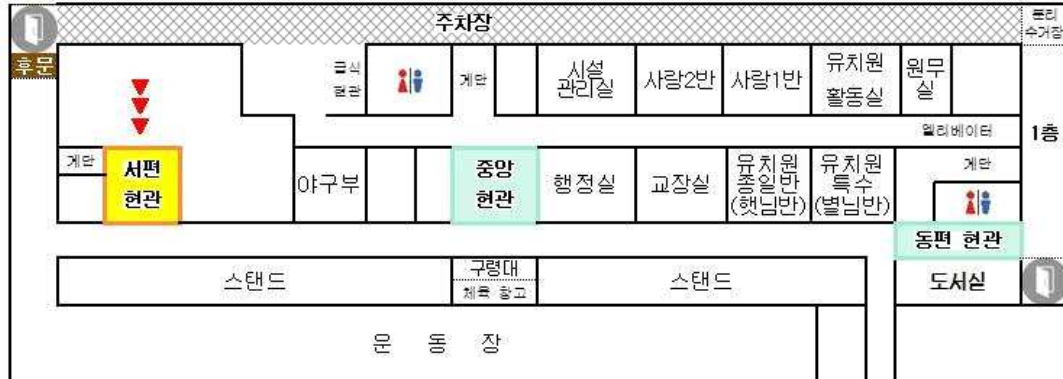 주차장
분리
수거장
후문
급식
현관
계단
시설
관리실
사랑2반
사랑1반
유치원
활동실
원무
실
엘리베이터
1층
계단
서편
현관
야구부
중앙
현관
행정실
교장실
유치원
종일반
(햇님반)
유치원
특수
(별님반)
계단
동편 현관
스탠드
구령대
체육 창고
스탠드
도서실
운 동 장